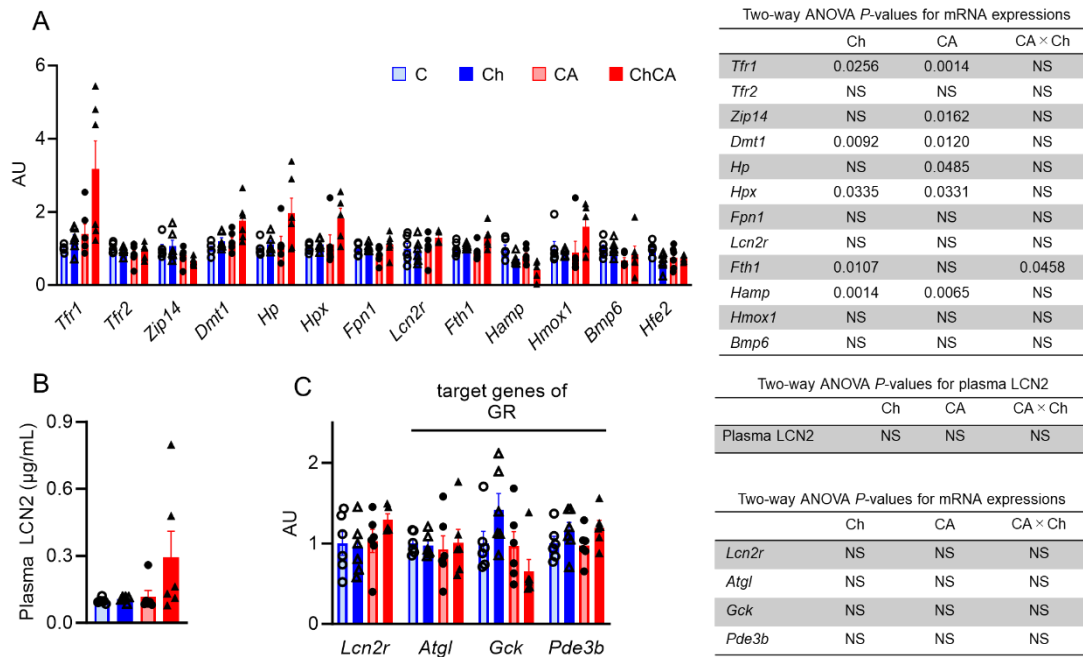 A
6
4
2
0
AU
C
Ch
CA
ChCA
Tfr1
Tfr2
Zip14
Dmt1
Hp
Hpx
Fpn1
Lcn2r
Fth1
Hamp
Hmox1
Bmp6
Hfe2
Two-way ANOVA P-values for mRNA expressions
Ch CA CA × Ch
Tfr1 0.0256 0.0014 NS
Tfr2 NS NS NS
Zip14 NS 0.0162 NS
Dmt1 0.0092 0.0120 NS
Hp NS 0.0485 NS
Hpx 0.0335 0.0331 NS
Fpn1 NS NS NS
Lcn2r NS NS NS
Fth1 0.0107 NS 0.0458
Hamp 0.0014 0.0065 NS
Hmox1 NS NS NS
Bmp6 NS NS NS
B
0.9
0.6
0.3
0.0
Plasma LCN2 (µg/mL)
C
target genes of
GR
2
1
0
AU
Lcn2r Atgl Gck Pde3b
Two-way ANOVA P-values for plasma LCN2
Ch CA CA × Ch
Plasma LCN2 NS NS NS
Two-way ANOVA P-values for mRNA expressions
Ch CA CA × Ch
Lcn2r NS NS NS
Atgl NS NS NS
Gck NS NS NS
Pde3b NS NS NS